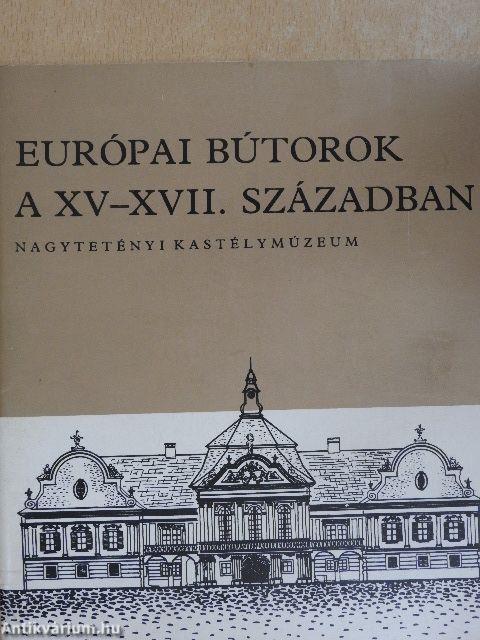 EURÓPAI BÚTOROK
A XV–XVII. SZÁZADBAN
NAGYTETÉNYI KASTÉLYMÚZEUM
Antikvarium.hu